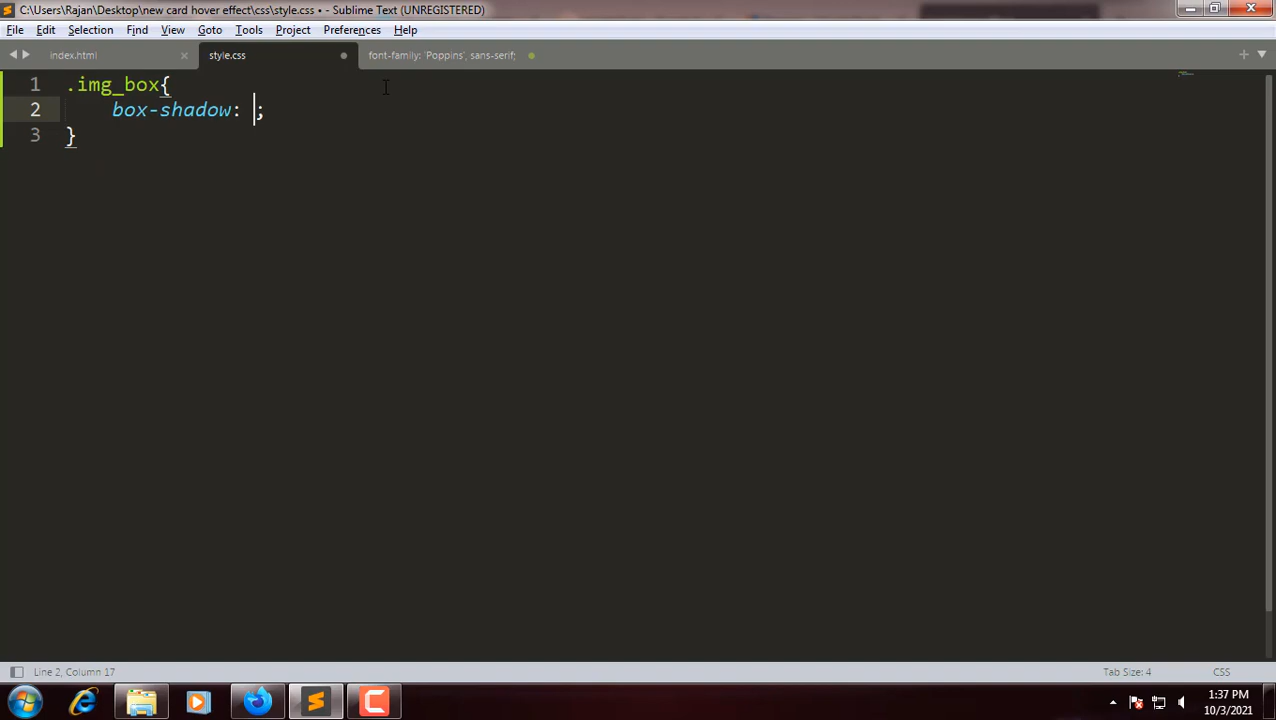 C:\Users\Rajan\Desktop\new card hover effect\css\style.css • - Sublime Text (UNREGISTERED)
File Edit Selection Find View Goto Tools Project Preferences Help
index.html style.css font-family: 'Poppins', sans-serif;
1 .img_box{
2 box-shadow: ;
3 }
Line 2, Column 17 Tab Size: 4 CSS
1:37 PM
10/3/2021